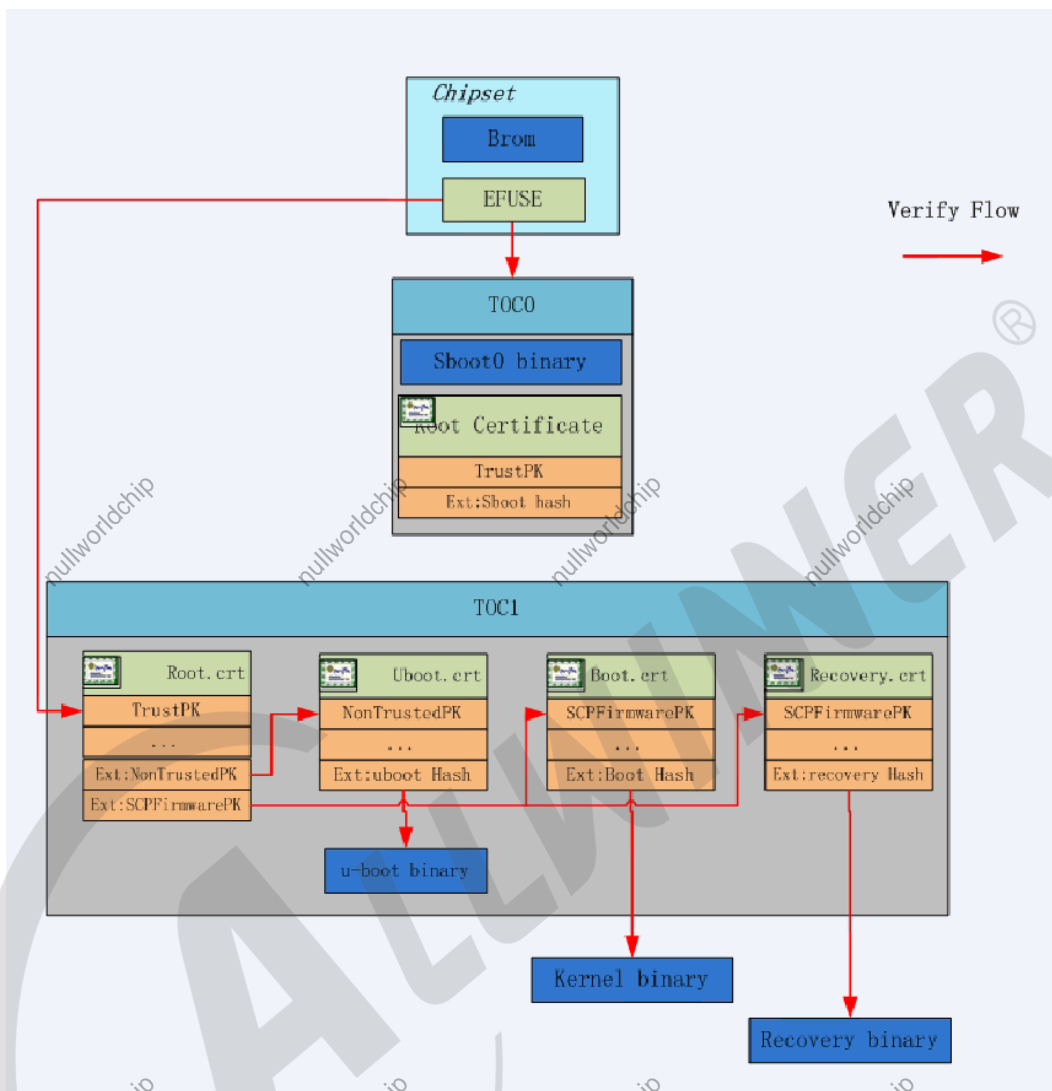 Chipset
Brom
EFUSE
Verify Flow
TOC0
Sboot0 binary
Root Certificate
TrustPK
Ext:Sboot hash
nullworldchip
nullworldchip
nullworldchip
nullworldchip
TOC1
Root.crt
TrustPK
...
Ext:NonTrustedPK
Ext:SCPFirmwarePK
Uboot.crt
NonTrustedPK
...
Ext:uboot Hash
Boot.crt
SCPFirmwarePK
...
Ext:Boot Hash
Recovery.crt
SCPFirmwarePK
...
Ext:recovery Hash
u-boot binary
Kernel binary
Recovery binary
ALLWINNER®